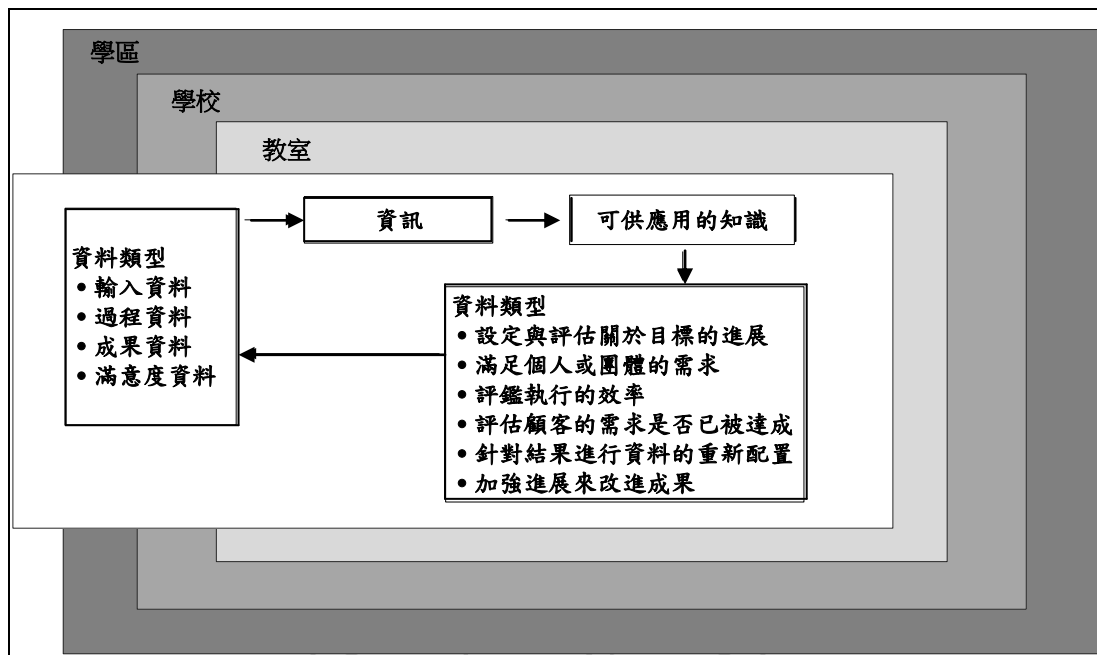 學區
學校
教室
資訊
可供應用的知識
資料類型
• 輸入資料
• 過程資料
• 成果資料
• 滿意度資料
資料類型
• 設定與評估關於目標的進展
• 滿足個人或團體的需求
• 評鑑執行的效率
• 評估顧客的需求是否已被達成
• 針對結果進行資料的重新配置
• 加強進展來改進成果